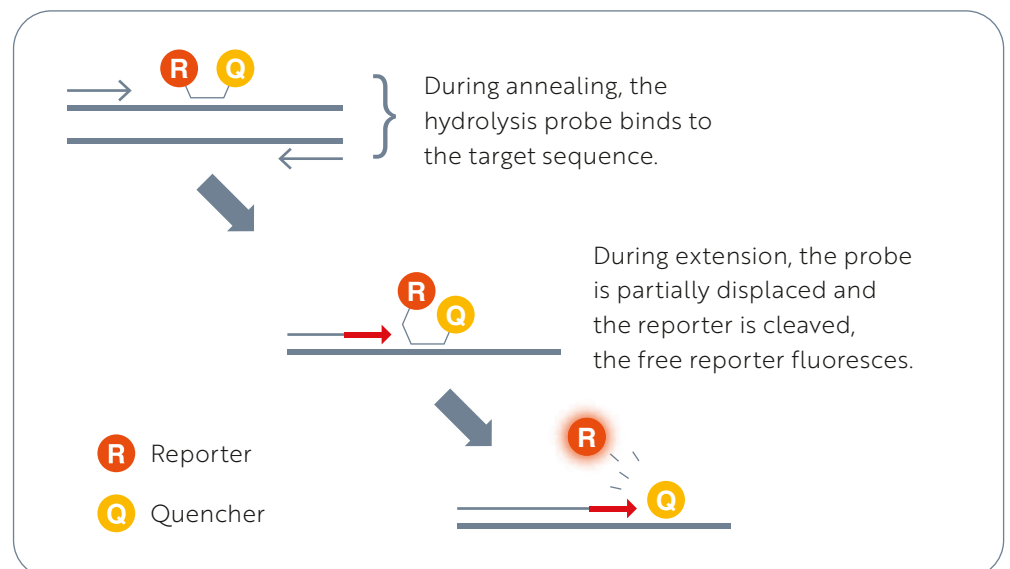 R Q
During annealing, the
hydrolysis probe binds to
the target sequence.
During extension, the probe
is partially displaced and
the reporter is cleaved,
the free reporter fluoresces.
R
Q
R
R Reporter
Q
Q Quencher